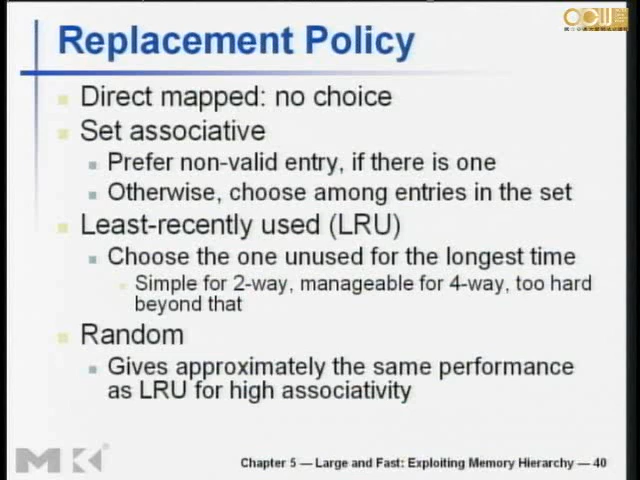 OCW
Replacement Policy
Direct mapped: no choice
Set associative
Prefer non-valid entry, if there is one
Otherwise, choose among entries in the set
Least-recently used (LRU)
Choose the one unused for the longest time
Simple for 2-way, manageable for 4-way, too hard
beyond that
Random
Gives approximately the same performance
as LRU for high associativity
MK
Chapter 5 — Large and Fast: Exploiting Memory Hierarchy — 40